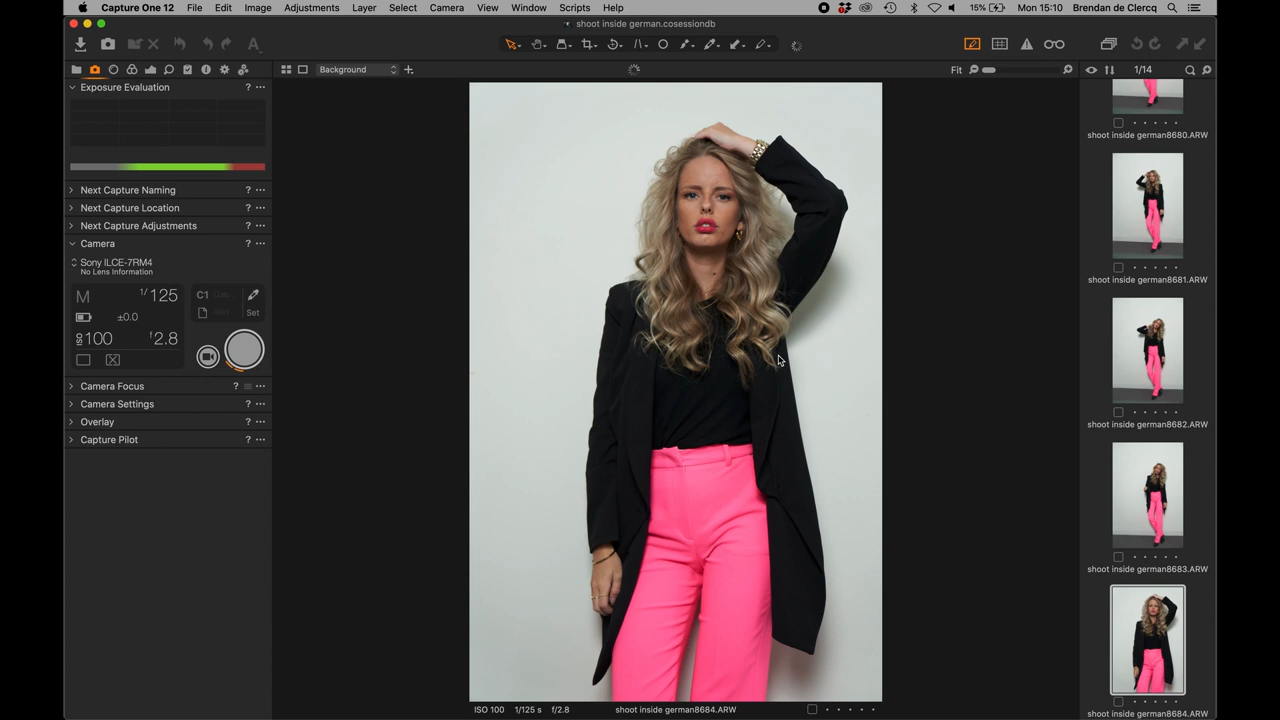 Capture One 12 File Edit Image Adjustments Layer Select Camera View Window Scripts Help 15% Mon 15:10 Brendan de Clercq
shoot inside german.cosessiondb
Background Fit 1/14
Exposure Evaluation ?
Next Capture Naming ?
Next Capture Location ?
Next Capture Adjustments ?
Camera ?
Sony ILCE-7RM4
No Lens Information
M 1/125 C1
±0.0 Set
ISO 100 f2.8
Camera Focus ?
Camera Settings ?
Overlay ?
Capture Pilot ?
ISO 100 1/125 s f/2.8 shoot inside german8684.ARW
shoot inside german8680.ARW
shoot inside german8681.ARW
shoot inside german8682.ARW
shoot inside german8683.ARW
shoot inside german8684.ARW